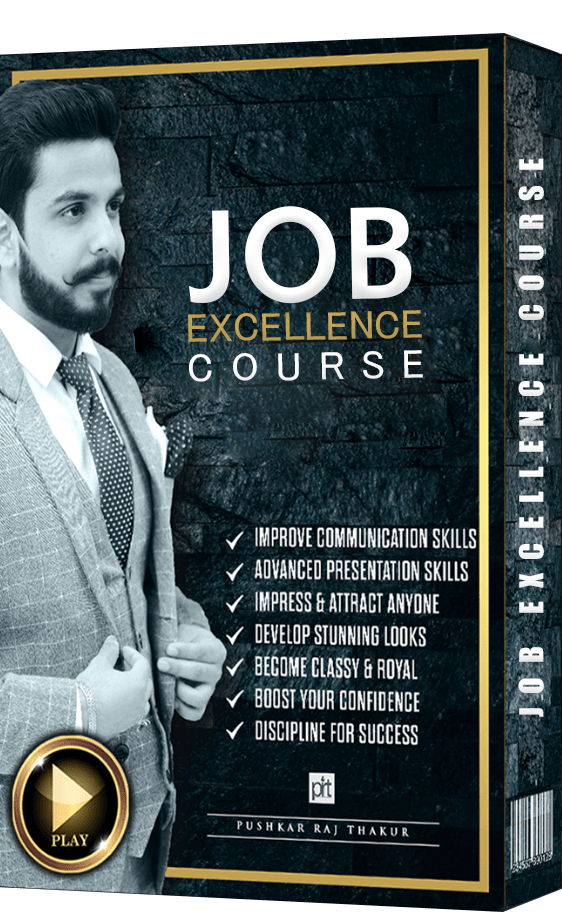 JOB
EXCELLENCE
COURSE
IMPROVE COMMUNICATION SKILLS
ADVANCED PRESENTATION SKILLS
IMPRESS & ATTRACT ANYONE
DEVELOP STUNNING LOOKS
BECOME CLASSY & ROYAL
BOOST YOUR CONFIDENCE
DISCIPLINE FOR SUCCESS
prt
PUSHKAR RAJ THAKUR
PLAY
JOB EXCELLENCE COURSE